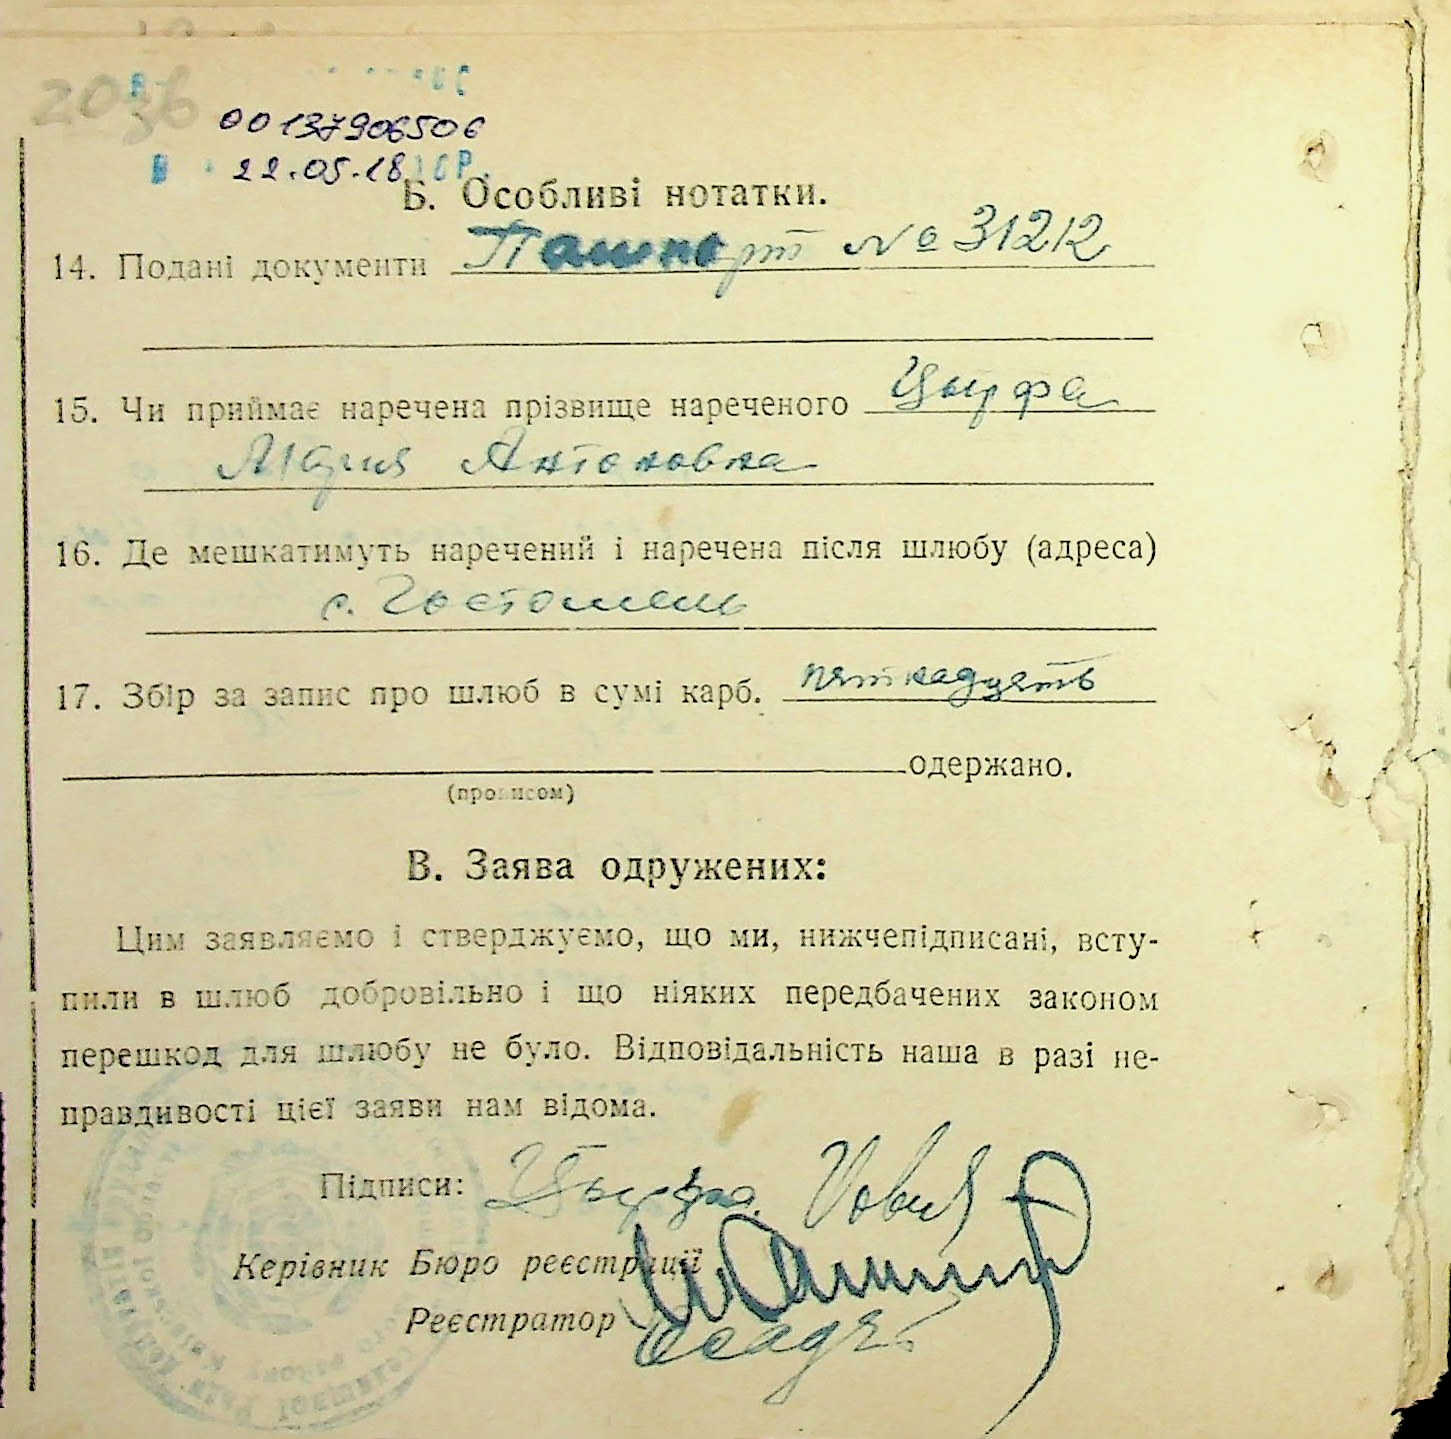 2036
00137906506
22.05.18
Б. Особливі нотатки.
14. Подані документи Пашпорт № 31212
15. Чи приймає наречена прізвище нареченого Цыуфа
Мария Антоновна
16. Де мешкатимуть наречений і наречена після шлюбу (адреса)
с. Гостомель
17. Збір за запис про шлюб в сумі карб. пятнадцять
одержано.
(прописом)
В. Заява одружених:
Цим заявляємо і стверджуємо, що ми, нижчепідписані, всту-
пили в шлюб добровільно і що ніяких передбачених законом
перешкод для шлюбу не було. Відповідальність наша в разі не-
правдивості цієї заяви нам відома.
Підписи:
Керівник Бюро реєстрації
Реєстратор